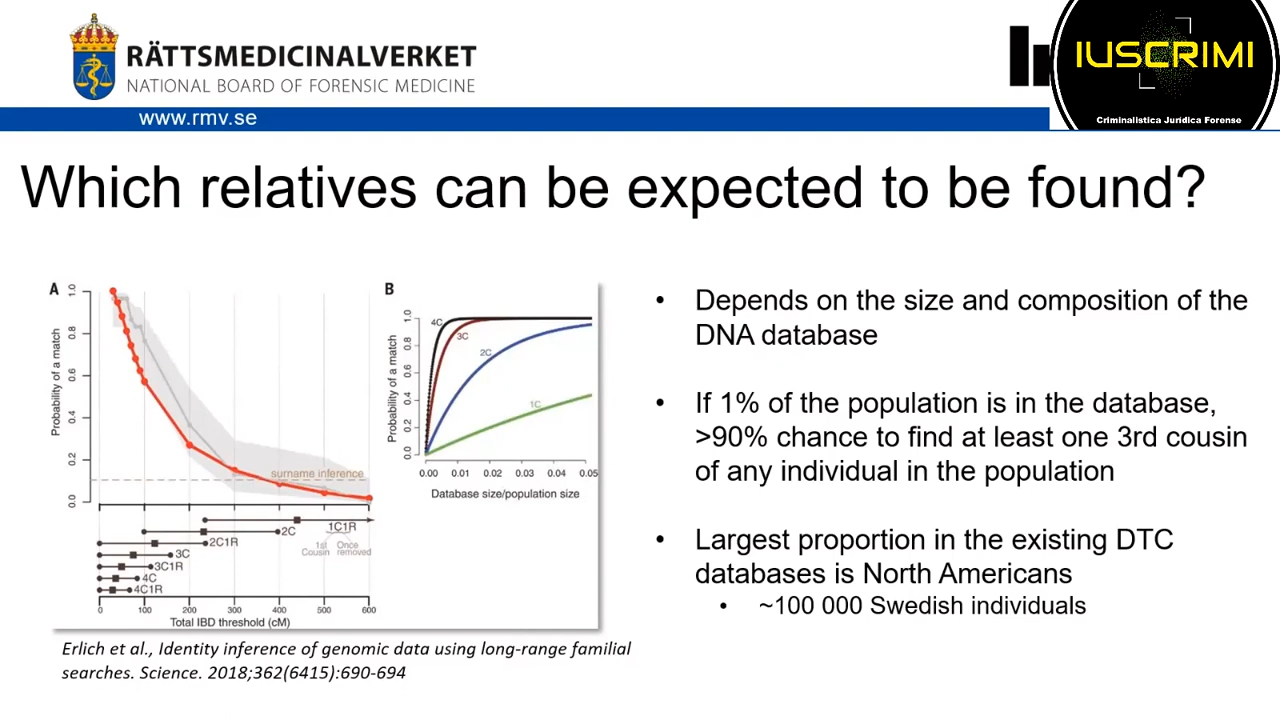 RÄTTSMEDICINALVERKET
NATIONAL BOARD OF FORENSIC MEDICINE
IUSCRIMI
Criminalistica Jurídica Forense
www.rmv.se
Which relatives can be expected to be found?
A
Probability of a match
1.0
0.8
0.6
0.4
0.2
0.0
surname inference
1C1R
2C
1st Cousin
Once removed
2C1R
3C
3C1R
4C
4C1R
0 100 200 300 400 500 600
Total IBD threshold (cM)
B
Probability of a match
1.0
0.8
0.6
0.4
0.2
0.0
4C
3C
2C
1C
0.00 0.01 0.02 0.03 0.04 0.05
Database size/population size
Erlich et al., Identity inference of genomic data using long-range familial
searches. Science. 2018;362(6415):690-694
• Depends on the size and composition of the
DNA database
• If 1% of the population is in the database,
>90% chance to find at least one 3rd cousin
of any individual in the population
• Largest proportion in the existing DTC
databases is North Americans
• ~100 000 Swedish individuals